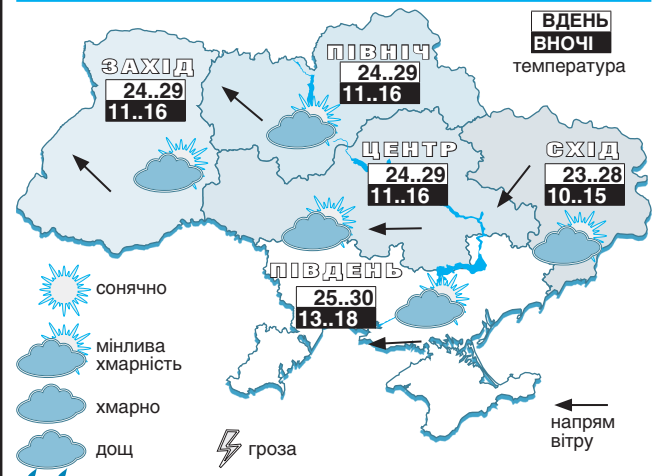 ВДЕНЬ
ВНОЧІ
температура
ЗАХІД
24..29
11..16
ПІВНІЧ
24..29
11..16
ЦЕНТР
24..29
11..16
СХІД
23..28
10..15
ПІВДЕНЬ
25..30
13..18
сонячно
мінлива
хмарність
хмарно
дощ
гроза
напрям
вітру